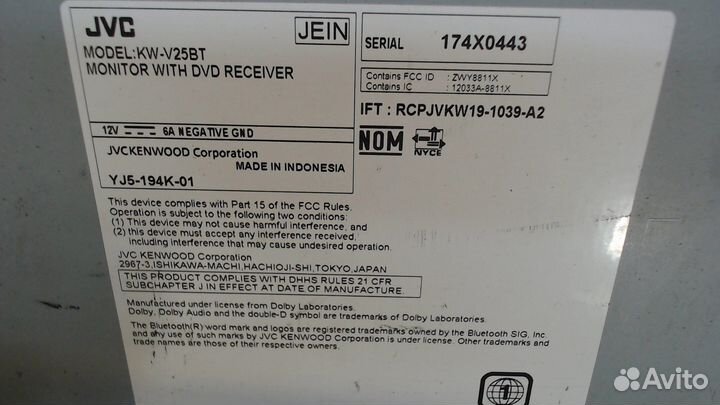 JVC
JEIN
MODEL:KW-V25BT
MONITOR WITH DVD RECEIVER
12V 6A NEGATIVE GND
JVCKENWOOD Corporation
MADE IN INDONESIA
YJ5-194K-01
SERIAL 174X0443
Contains FCC ID : ZWY8811X
Contains IC : 12033A-8811X
IFT : RCPJVKW19-1039-A2
NOM
NYCE
This device complies with Part 15 of the FCC Rules.
Operation is subject to the following two conditions:
(1) This device may not cause harmful interference, and
(2) this device must accept any interference received,
including interference that may cause undesired operation.
JVC KENWOOD Corporation
2967-3,ISHIKAWA-MACHI,HACHIOJI-SHI,TOKYO,JAPAN
THIS PRODUCT COMPLIES WITH DHHS RULES 21 CFR
SUBCHAPTER J IN EFFECT AT DATE OF MANUFACTURE.
Manufactured under license from Dolby Laboratories.
Dolby, Dolby Audio and the double-D symbol are trademarks of Dolby Laboratories.
The Bluetooth(R) word mark and logos are registered trademarks owned by the Bluetooth SIG, Inc.
and any use of such marks by JVC KENWOOD Corporation is under license. Other trademarks and trade
names are those of their respective owners.
1
Avito